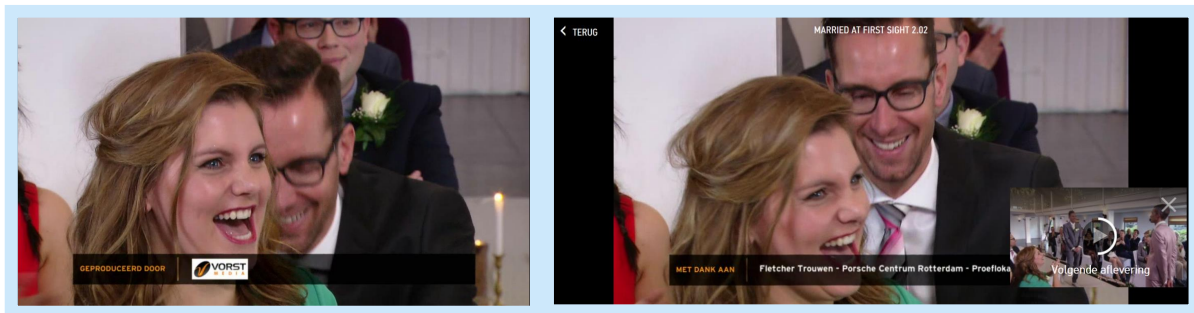 GEPRODUCEERD DOOR
VORST
MEDIA
TERUG
MARRIED AT FIRST SIGHT 2.02
MET DANK AAN
Fletcher Trouwen - Porsche Centrum Rotterdam - Proefloka
Volgende aflevering